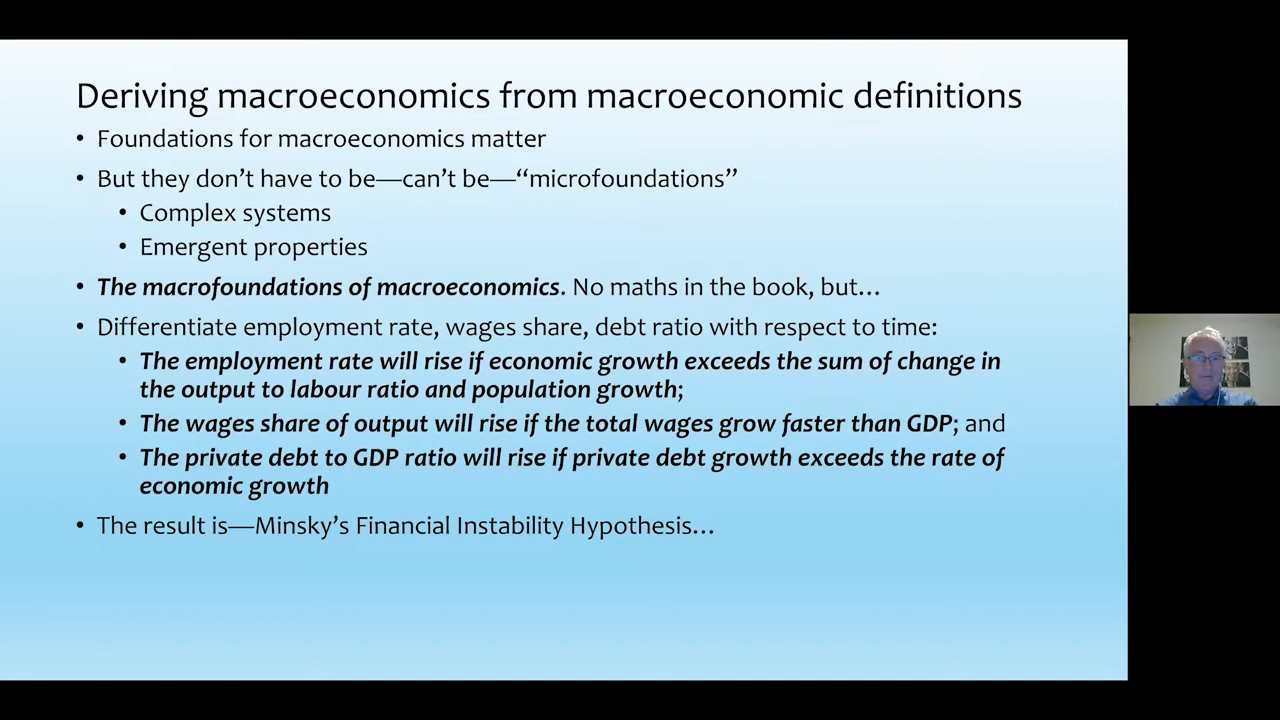 Deriving macroeconomics from macroeconomic definitions
• Foundations for macroeconomics matter
• But they don’t have to be—can’t be—“microfoundations”
• Complex systems
• Emergent properties
• The macrofoundations of macroeconomics. No maths in the book, but…
• Differentiate employment rate, wages share, debt ratio with respect to time:
• The employment rate will rise if economic growth exceeds the sum of change in
the output to labour ratio and population growth;
• The wages share of output will rise if the total wages grow faster than GDP; and
• The private debt to GDP ratio will rise if private debt growth exceeds the rate of
economic growth
• The result is—Minsky’s Financial Instability Hypothesis…